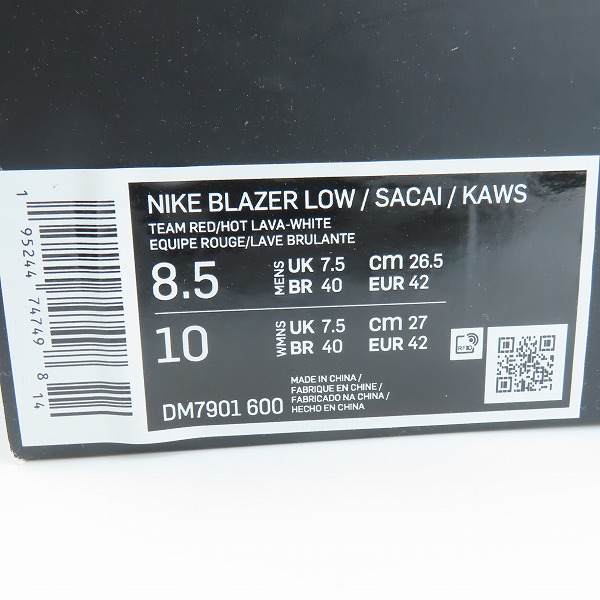 NIKE BLAZER LOW / SACAI / KAWS
TEAM RED/HOT LAVA-WHITE
EQUIPE ROUGE/LAVE BRULANTE
8.5 MENS UK 7.5 cm 26.5
BR 40 EUR 42
10 WMNS UK 7.5 cm 27
BR 40 EUR 42
RFID
DM7901 600
MADE IN CHINA /
FABRIQUE EN CHINE /
FABRICADO NA CHINA /
HECHO EN CHINA
1 95244 74749 8 14